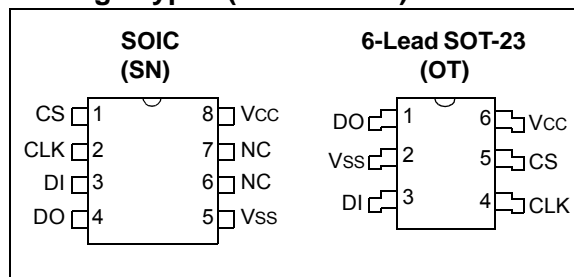 SOIC
(SN)
CS 1 8 VCC
CLK 2 7 NC
DI 3 6 NC
DO 4 5 VSS
6-Lead SOT-23
(OT)
DO 1 6 VCC
VSS 2 5 CS
DI 3 4 CLK